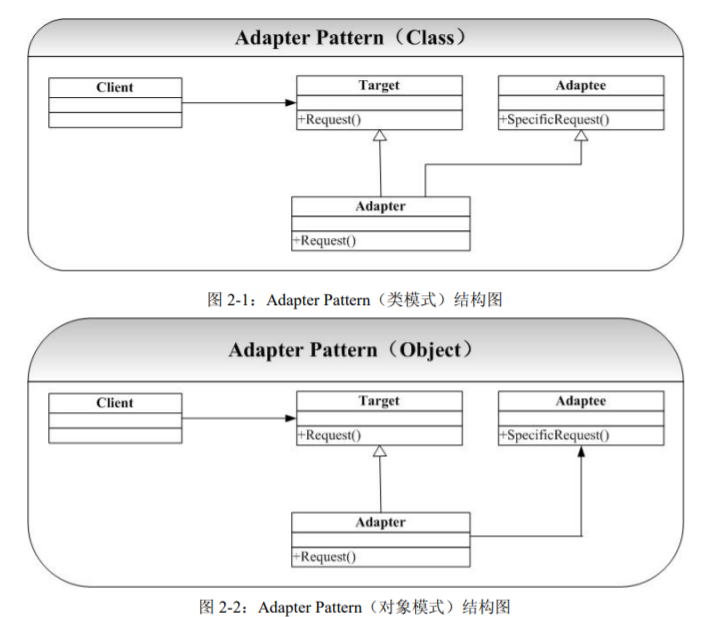 Adapter Pattern（Class）
Client
Target
Adaptee
+Request()
+SpecificRequest()
Adapter
+Request()
图 2-1：Adapter Pattern（类模式）结构图
Adapter Pattern（Object）
Client
Target
Adaptee
+Request()
+SpecificRequest()
Adapter
+Request()
图 2-2：Adapter Pattern（对象模式）结构图